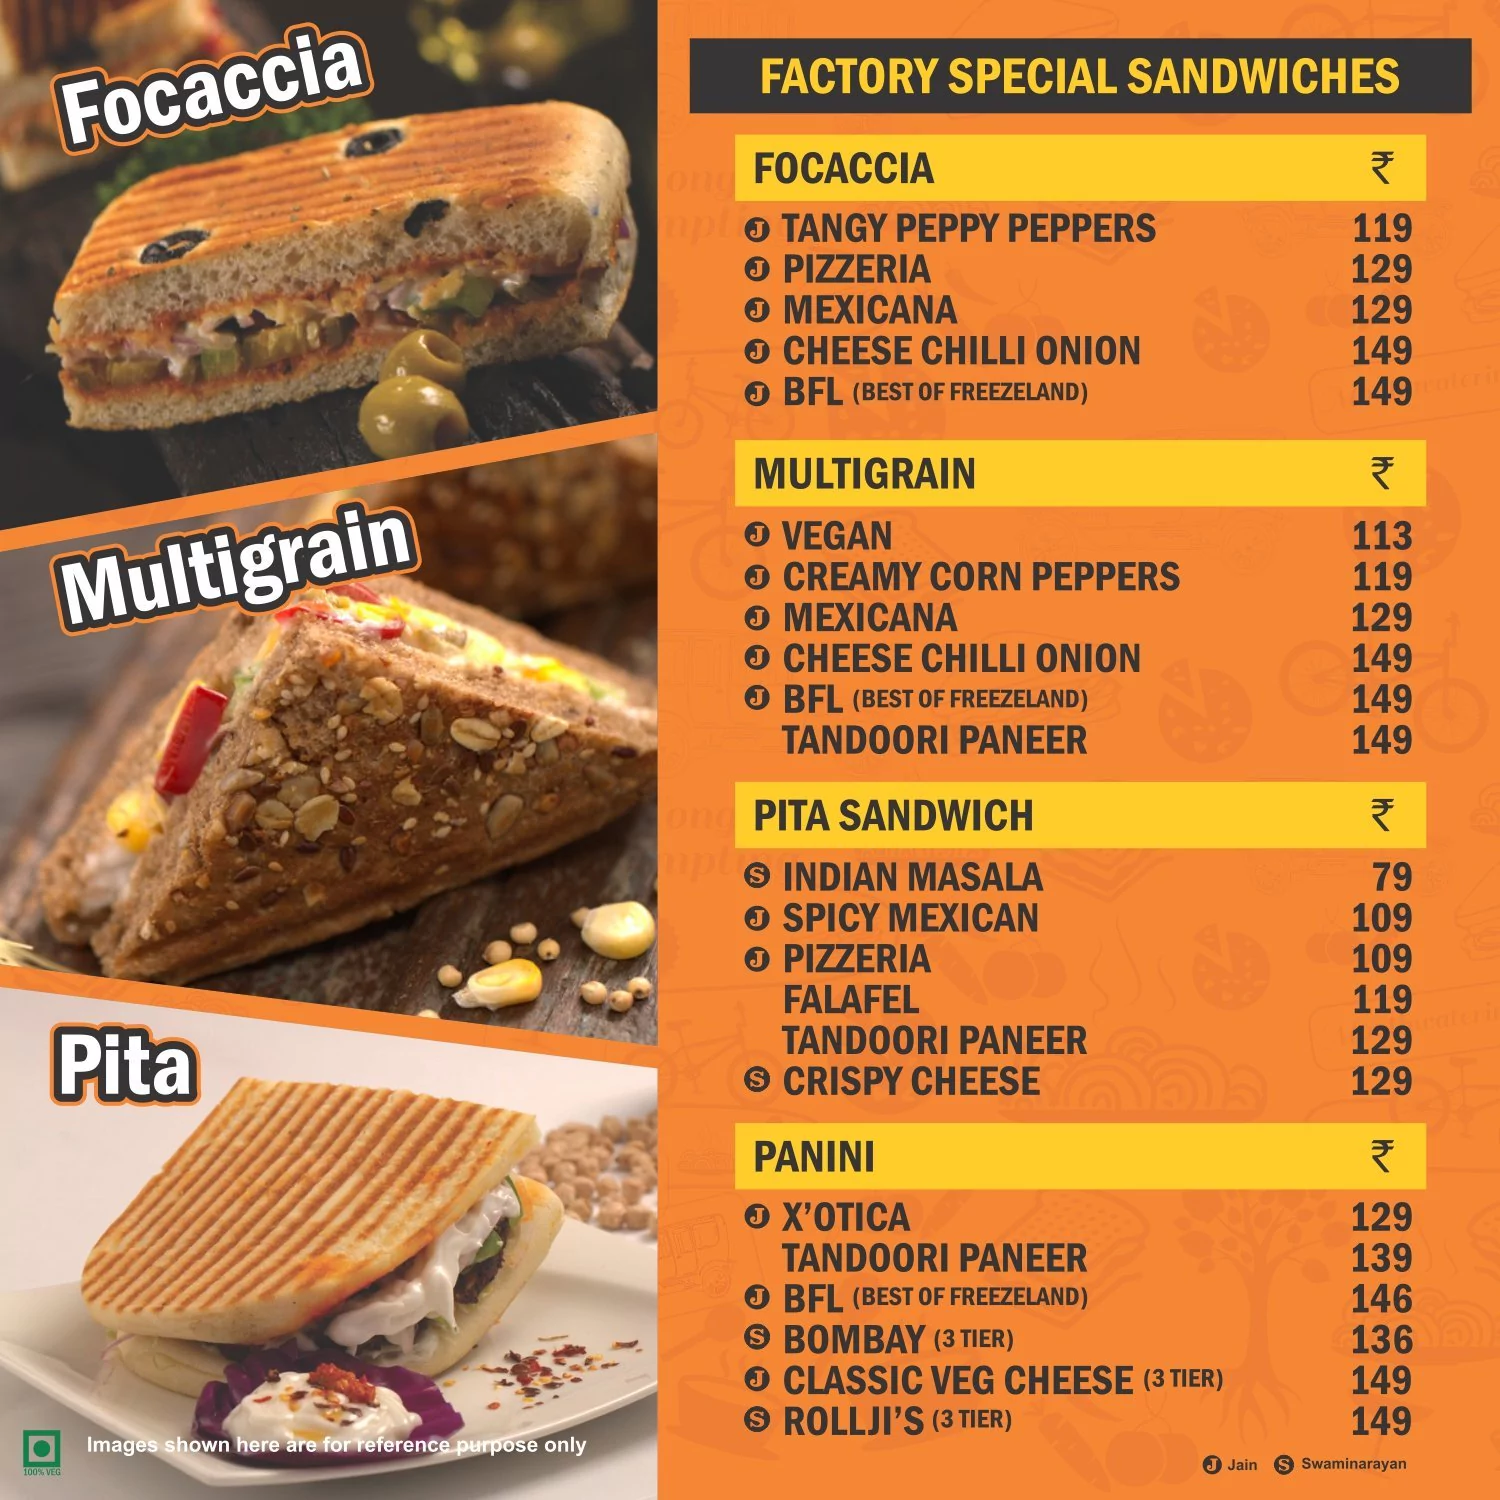 Focaccia
Multigrain
Pita
100% VEG
Images shown here are for reference purpose only
FACTORY SPECIAL SANDWICHES
FOCACCIA ₹
J TANGY PEPPY PEPPERS 119
J PIZZERIA 129
J MEXICANA 129
J CHEESE CHILLI ONION 149
J BFL (BEST OF FREEZELAND) 149
MULTIGRAIN ₹
J VEGAN 113
J CREAMY CORN PEPPERS 119
J MEXICANA 129
J CHEESE CHILLI ONION 149
J BFL (BEST OF FREEZELAND) 149
TANDOORI PANEER 149
PITA SANDWICH ₹
S INDIAN MASALA 79
J SPICY MEXICAN 109
J PIZZERIA 109
FALAFEL 119
TANDOORI PANEER 129
S CRISPY CHEESE 129
PANINI ₹
J X'OTICA 129
TANDOORI PANEER 139
J BFL (BEST OF FREEZELAND) 146
S BOMBAY (3 TIER) 136
J CLASSIC VEG CHEESE (3 TIER) 149
S ROLLJI'S (3 TIER) 149
J Jain S Swaminarayan